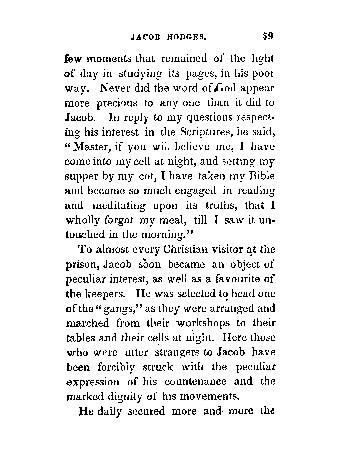 JACOB HODGES. 59
few moments that remained of the light
of day in studying its pages, in his poor
way. Never did the word of God appear
more precious to any one than it did to
Jacob. In reply to my questions respect-
ing his interest in the Scriptures, he said,
"Master, if you will believe me, I have
come into my cell at night, and setting my
supper by my cot, I have taken my Bible
and become so much engaged in reading
and meditating upon its truths, that I
wholly forgot my meal, till I saw it un-
touched in the morning."
To almost every Christian visitor at the
prison, Jacob soon became an object of
peculiar interest, as well as a favourite of
the keepers. He was selected to head one
of the "gangs," as they were arranged and
marched from their workshops to their
tables and their cells at night. Here those
who were utter strangers to Jacob have
been forcibly struck with the peculiar
expression of his countenance and the
marked dignity of his movements.
He daily secured more and more the